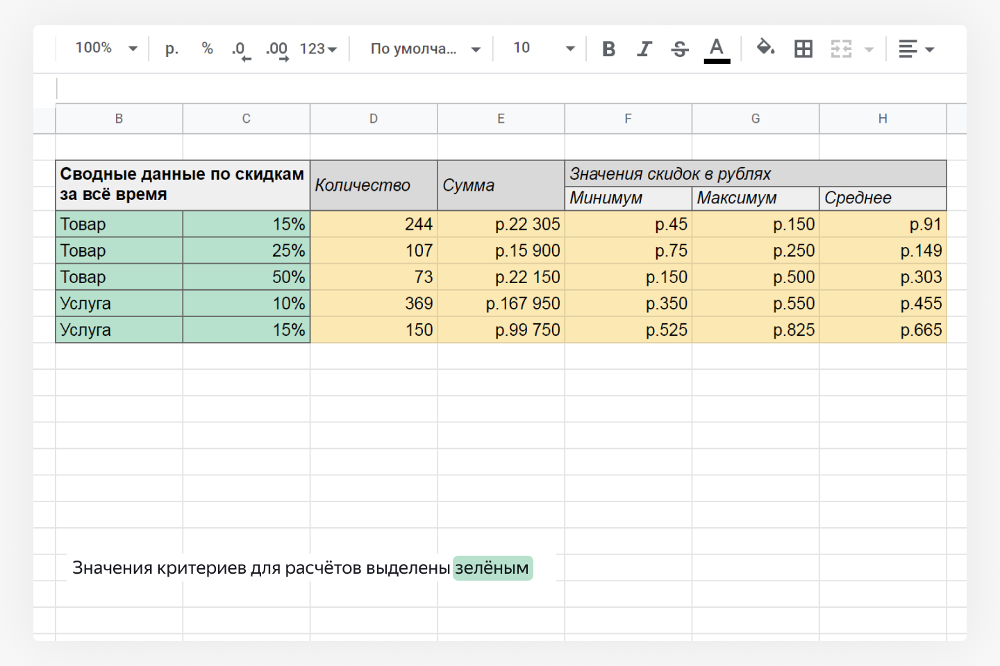 100% р. % .0 .00 123 По умолча... 10 B I S A
B C D E F G H
Сводные данные по скидкам за всё время Количество Сумма Значения скидок в рублях
Минимум Максимум Среднее
Товар 15% 244 р.22 305 р.45 р.150 р.91
Товар 25% 107 р.15 900 р.75 р.250 р.149
Товар 50% 73 р.22 150 р.150 р.500 р.303
Услуга 10% 369 р.167 950 р.350 р.550 р.455
Услуга 15% 150 р.99 750 р.525 р.825 р.665
Значения критериев для расчётов выделены зелёным